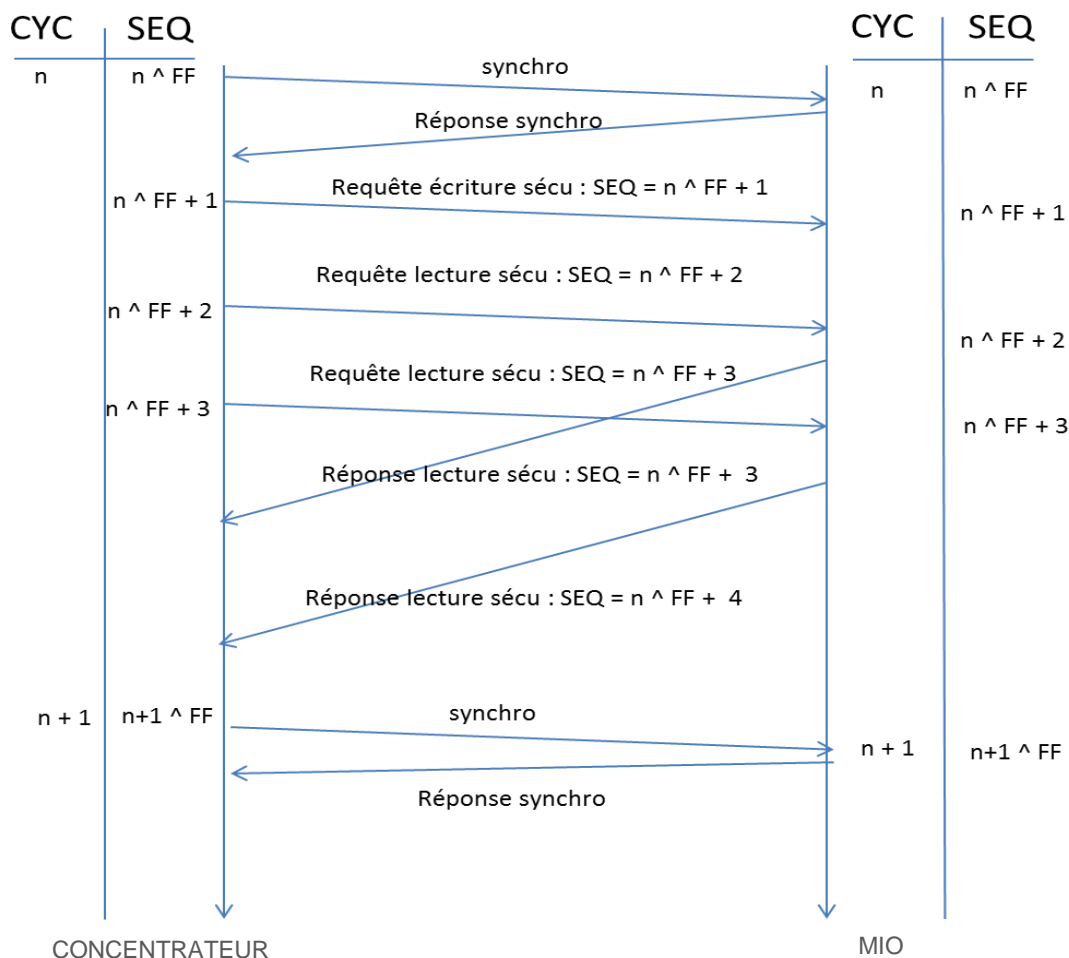 CYC SEQ CYC SEQ
n n ^ FF synchro n n ^ FF
Réponse synchro
n ^ FF + 1 Requête écriture sécu : SEQ = n ^ FF + 1 n ^ FF + 1
Requête lecture sécu : SEQ = n ^ FF + 2
n ^ FF + 2 n ^ FF + 2
Requête lecture sécu : SEQ = n ^ FF + 3
n ^ FF + 3 n ^ FF + 3
Réponse lecture sécu : SEQ = n ^ FF + 3
Réponse lecture sécu : SEQ = n ^ FF + 4
n + 1 n+1 ^ FF synchro n + 1 n+1 ^ FF
Réponse synchro
CONCENTRATEUR MIO